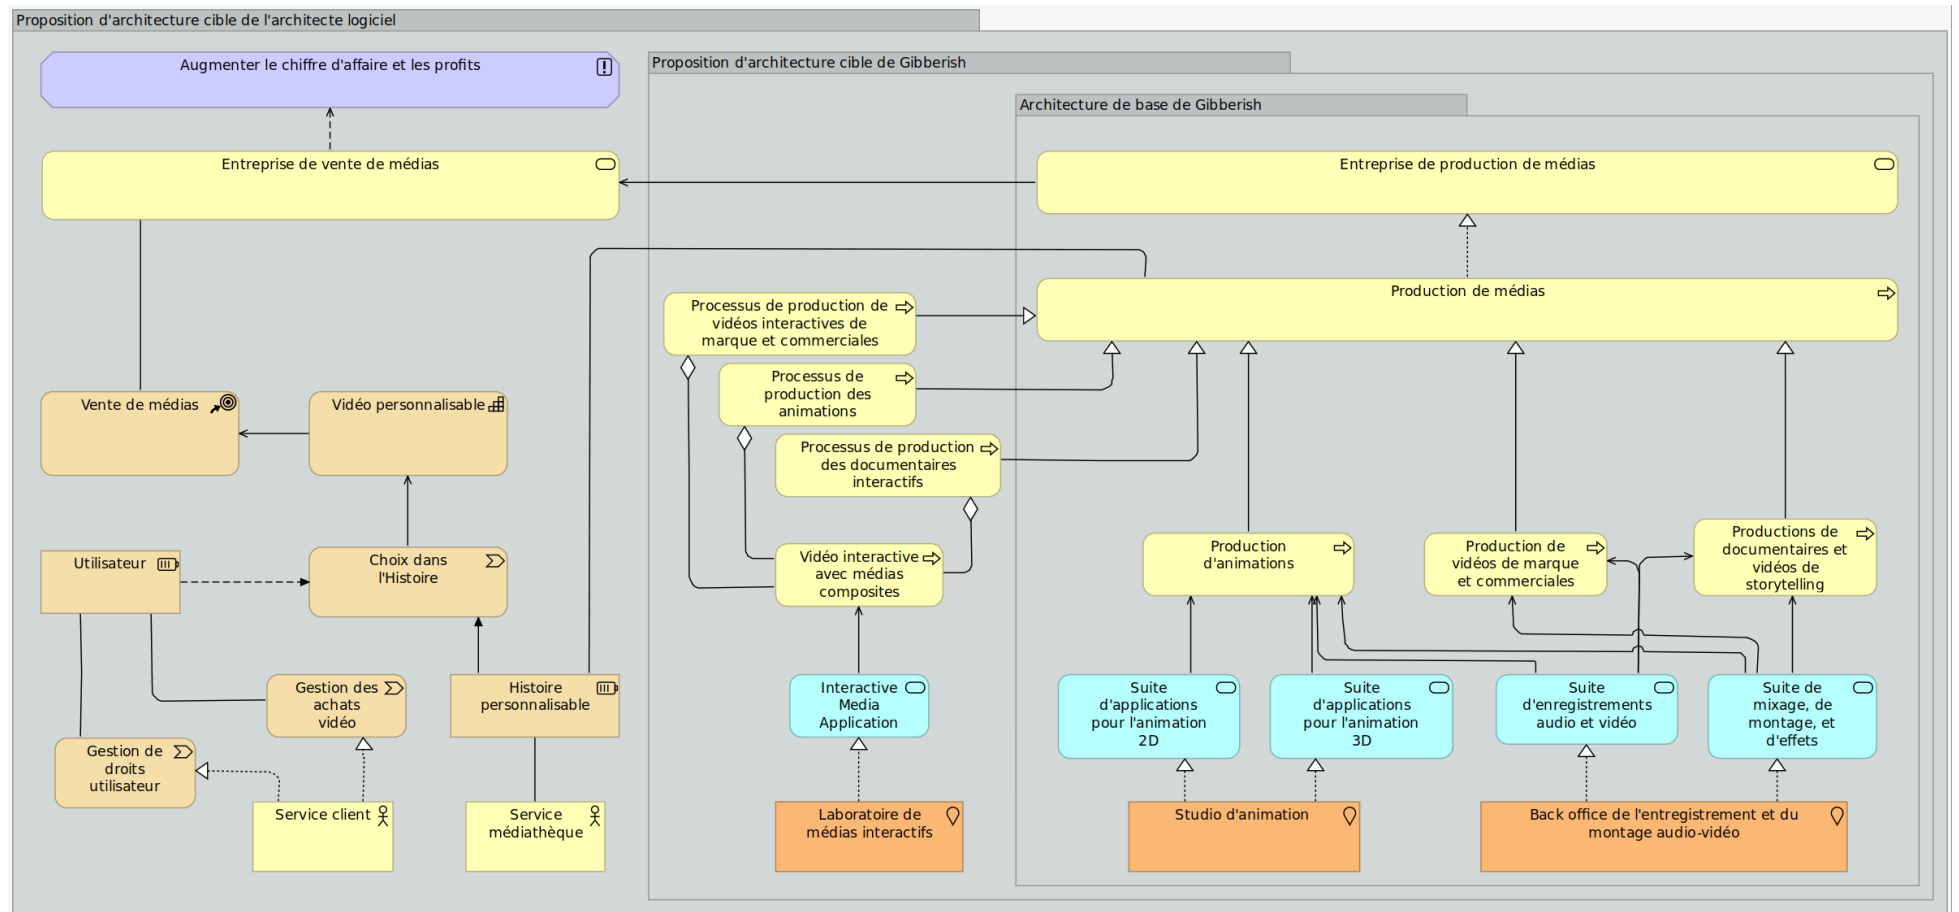 Proposition d'architecture cible de l'architecte logiciel
Augmenter le chiffre d'affaire et les profits
Proposition d'architecture cible de Gibberish
Architecture de base de Gibberish
Entreprise de vente de médias
Entreprise de production de médias
Production de médias
Processus de production de
vidéos interactives de
marque et commerciales
Processus de
production des
animations
Processus de production
des documentaires
interactifs
Vente de médias
Vidéo personnalisable
Utilisateur
Choix dans
l'Histoire
Vidéo interactive
avec médias
composites
Production
d'animations
Production de
vidéos de marque
et commerciales
Productions de
documentaires et
vidéos de
storytelling
Gestion des
achats
vidéo
Histoire
personnalisable
Interactive
Media
Application
Suite
d'applications
pour l'animation
2D
Suite
d'applications
pour l'animation
3D
Suite
d'enregistrements
audio et vidéo
Suite de
mixage, de
montage, et
d'effets
Gestion de
droits
utilisateur
Service client
Service
médiathèque
Laboratoire de
médias interactifs
Studio d'animation
Back office de l'entregistrement et du
montage audio-vidéo